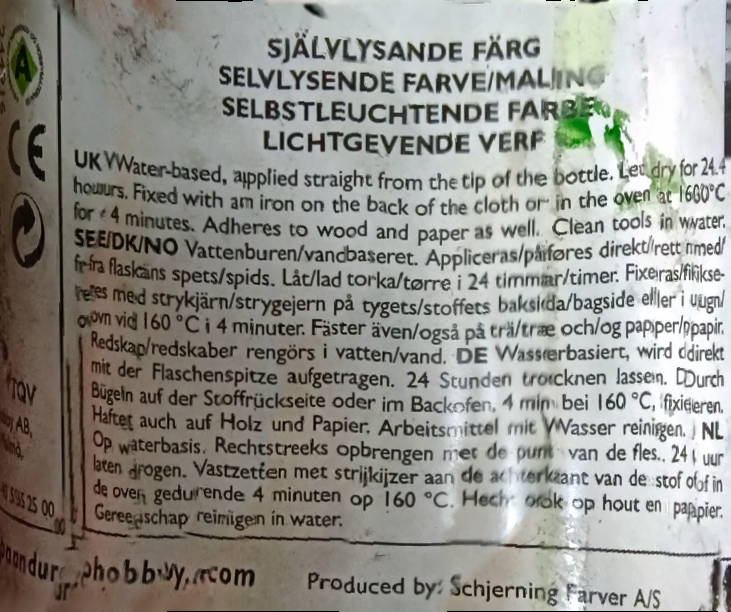 A
CE
SJÄLVLYSANDE FÄRG
SELVLYSENDE FARVE/MALING
SELBSTLEUCHTENDE FARBE
LICHTGEVENDE VERF
UK Water-based, applied straight from the tip of the bottle. Let dry for 24
hours. Fixed with an iron on the back of the cloth or in the oven at 160°C
for 4 minutes. Adheres to wood and paper as well. Clean tools in water.
SE/DK/NO Vattenburen/vandbaseret. Appliceras/påføres direkt/rett med/
fra flaskans spets/spids. Låt/lad torka/tørre i 24 timmar/timer. Fixeras/fikse-
res med strykjärn/strygejern på tygets/stoffets baksida/bagside eller i ugn/
ovn vid 160 °C i 4 minuter. Fäster även/også på trä/træ och/og papper/papir.
Redskap/redskaber rengörs i vatten/vand. DE Wasserbasiert, wird direkt
mit der Flaschenspitze aufgetragen. 24 Stunden trocknen lassen. Durch
Bügeln auf der Stoffrückseite oder im Backofen, 4 min bei 160 °C, fixieren.
Haftet auch auf Holz und Papier. Arbeitsmittel mit Wasser reinigen. NL
Op waterbasis. Rechtstreeks opbrengen met de punt van de fles. 24 uur
laten drogen. Vastzetten met strijkijzer aan de achterkant van de stof of in
de oven gedurende 4 minuten op 160 °C. Hecht ook op hout en papier.
Gereedschap reinigen in water.
TQV
AB,
55 25 00
hobby.com
Produced by: Schjerning Farver A/S